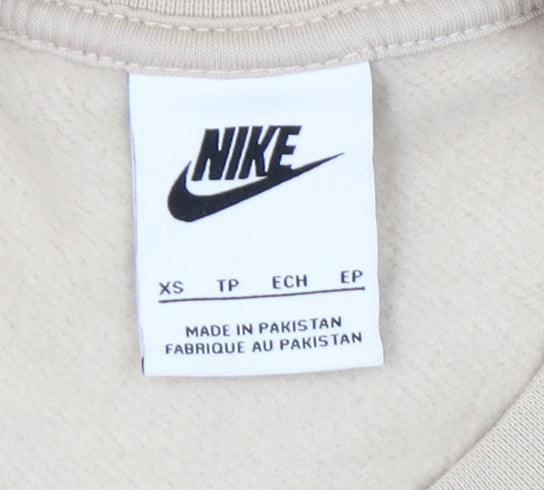 NIKE
XS TP ECH EP
MADE IN PAKISTAN
FABRIQUE AU PAKISTAN